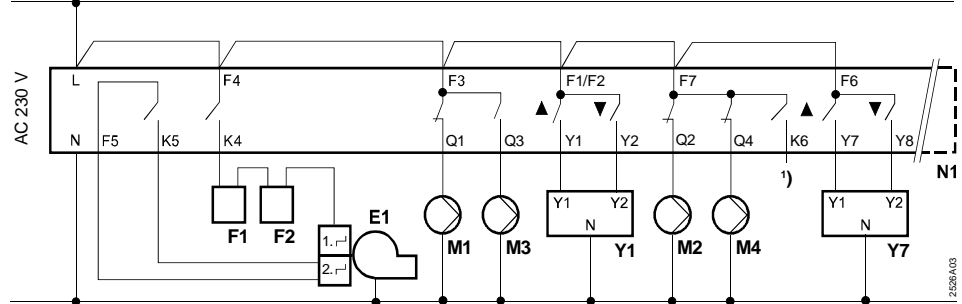 AC 230 V
L F4 F3 F1/F2 F7 F6
▲ ▼ ▲ ▼
N F5 K5 K4 Q1 Q3 Y1 Y2 Q2 Q4 K6 Y7 Y8
N1
¹)
Y1 Y2 Y1 Y2
N N
F1 F2 E1 M1 M3 Y1 M2 M4 Y7
1.
2.
2526A03